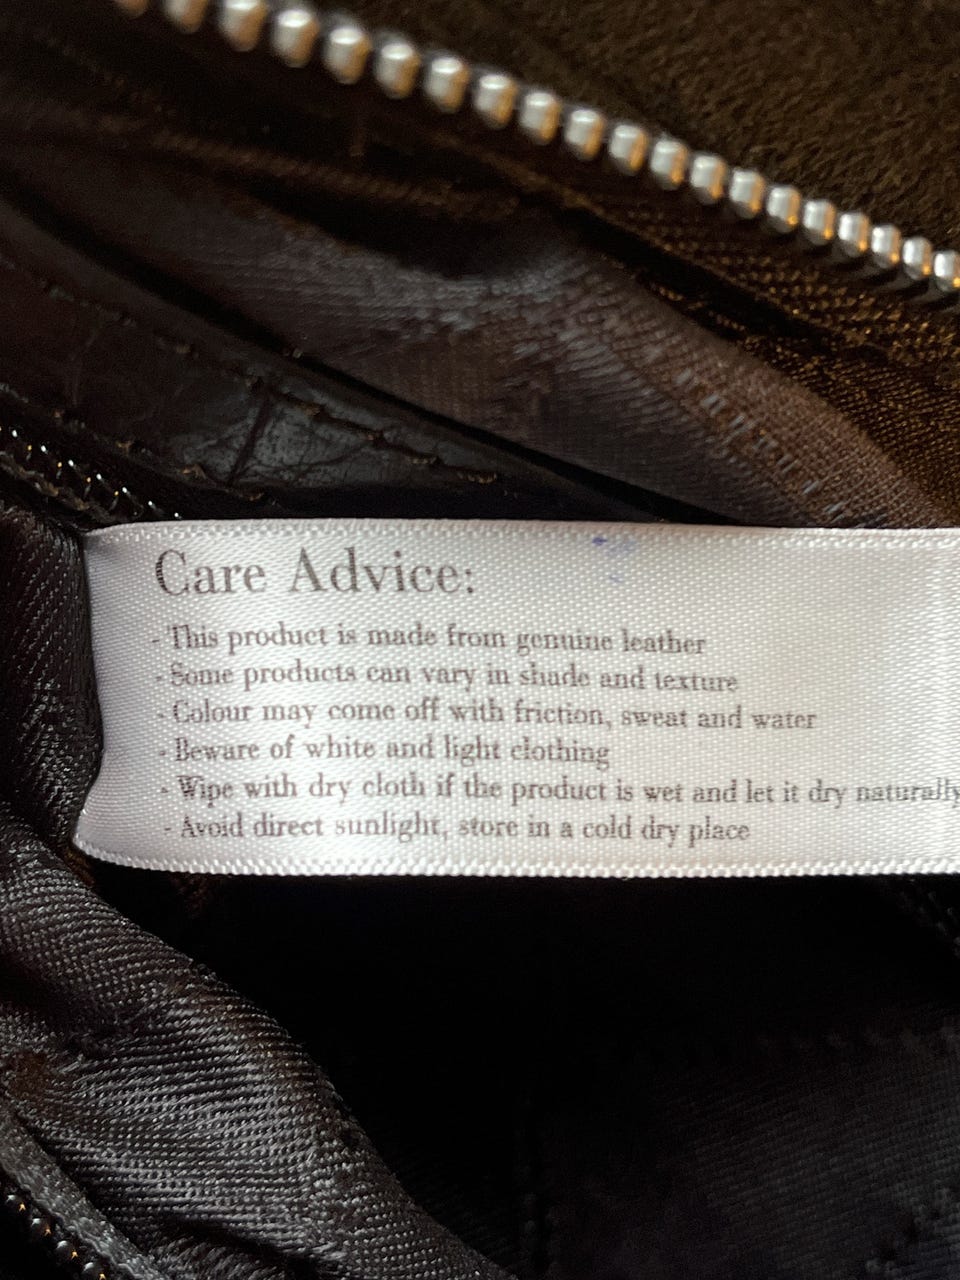 Care Advice:
- This product is made from genuine leather
- Some products can vary in shade and texture
- Colour may come off with friction, sweat and water
- Beware of white and light clothing
- Wipe with dry cloth if the product is wet and let it dry naturally
- Avoid direct sunlight, store in a cold dry place